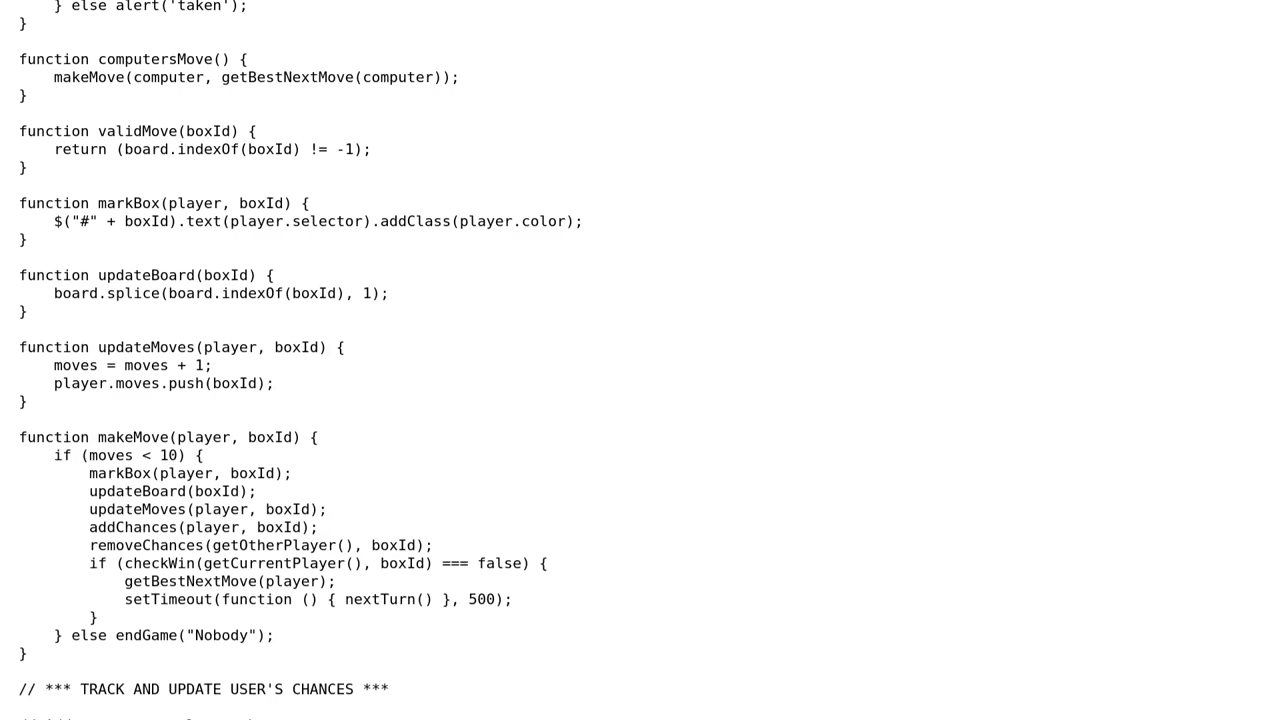 } else alert('taken');
}

function computersMove() {
    makeMove(computer, getBestNextMove(computer));
}

function validMove(boxId) {
    return (board.indexOf(boxId) != -1);
}

function markBox(player, boxId) {
    $("#" + boxId).text(player.selector).addClass(player.color);
}

function updateBoard(boxId) {
    board.splice(board.indexOf(boxId), 1);
}

function updateMoves(player, boxId) {
    moves = moves + 1;
    player.moves.push(boxId);
}

function makeMove(player, boxId) {
    if (moves < 10) {
        markBox(player, boxId);
        updateBoard(boxId);
        updateMoves(player, boxId);
        addChances(player, boxId);
        removeChances(getOtherPlayer(), boxId);
        if (checkWin(getCurrentPlayer(), boxId) === false) {
            getBestNextMove(player);
            setTimeout(function () { nextTurn() }, 500);
        }
    } else endGame("Nobody");
}

// *** TRACK AND UPDATE USER'S CHANCES ***